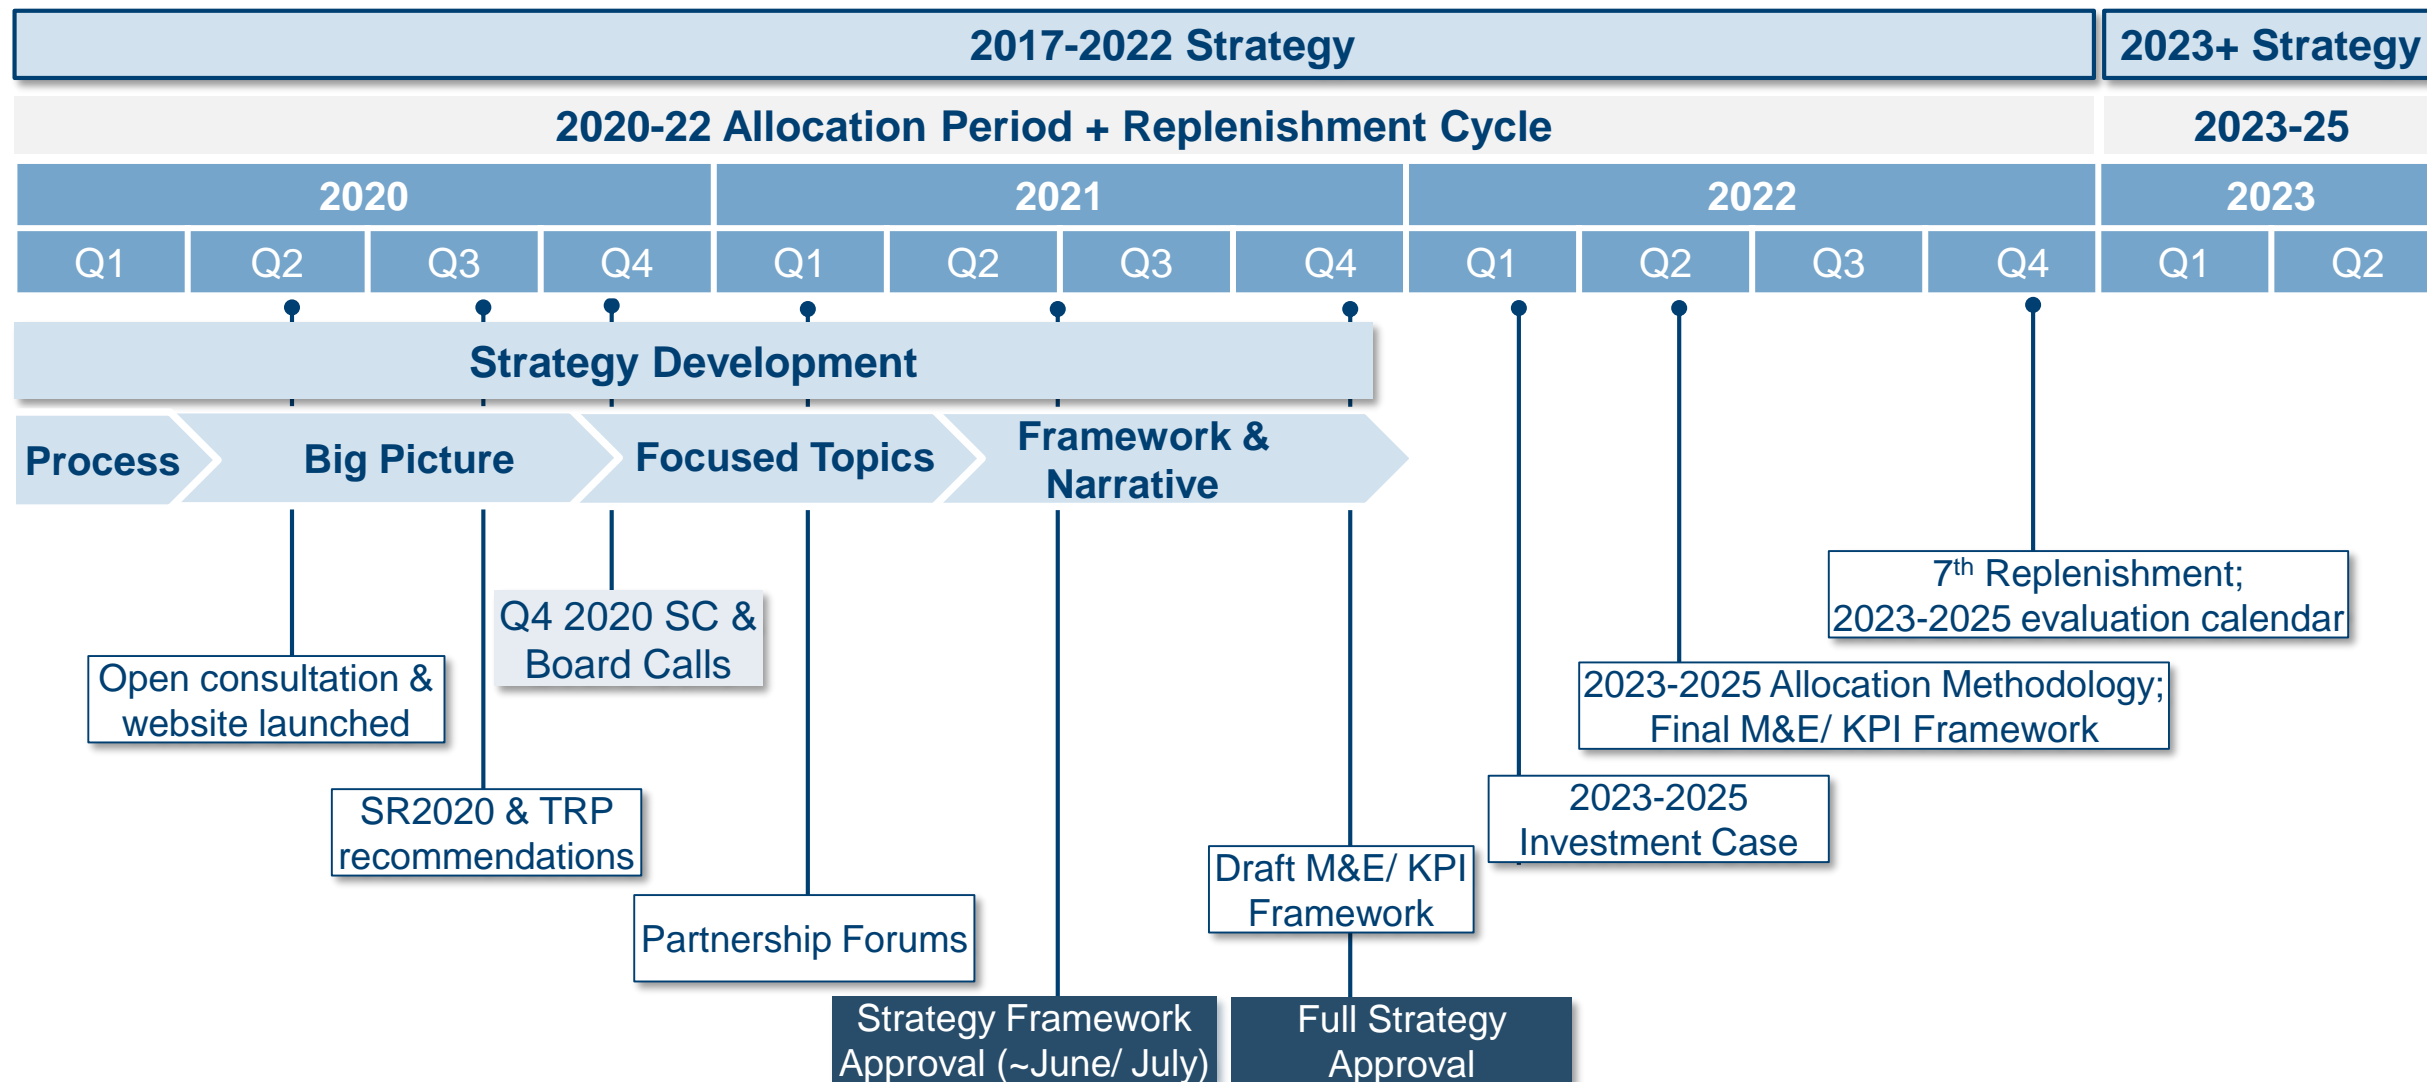 2017-2022 Strategy
2023+ Strategy
2020-22 Allocation Period + Replenishment Cycle
2023-25
2020
2021
2022
2023
Q1
Q2
Q3
Q4
Q1
Q2
Q3
Q4
Q1
Q2
Q3
Q4
Q1
Q2
Strategy Development
Process
Big Picture
Focused Topics
Framework &
Narrative
7th Replenishment;
2023-2025 evaluation calendar
Q4 2020 SC &
Board Calls
Open consultation &
website launched
2023-2025 Allocation Methodology;
Final M&E/ KPI Framework
SR2020 & TRP
recommendations
2023-2025
Investment Case
Draft M&E/ KPI
Framework
Partnership Forums
Strategy Framework
Approval (~June/ July)
Full Strategy
Approval